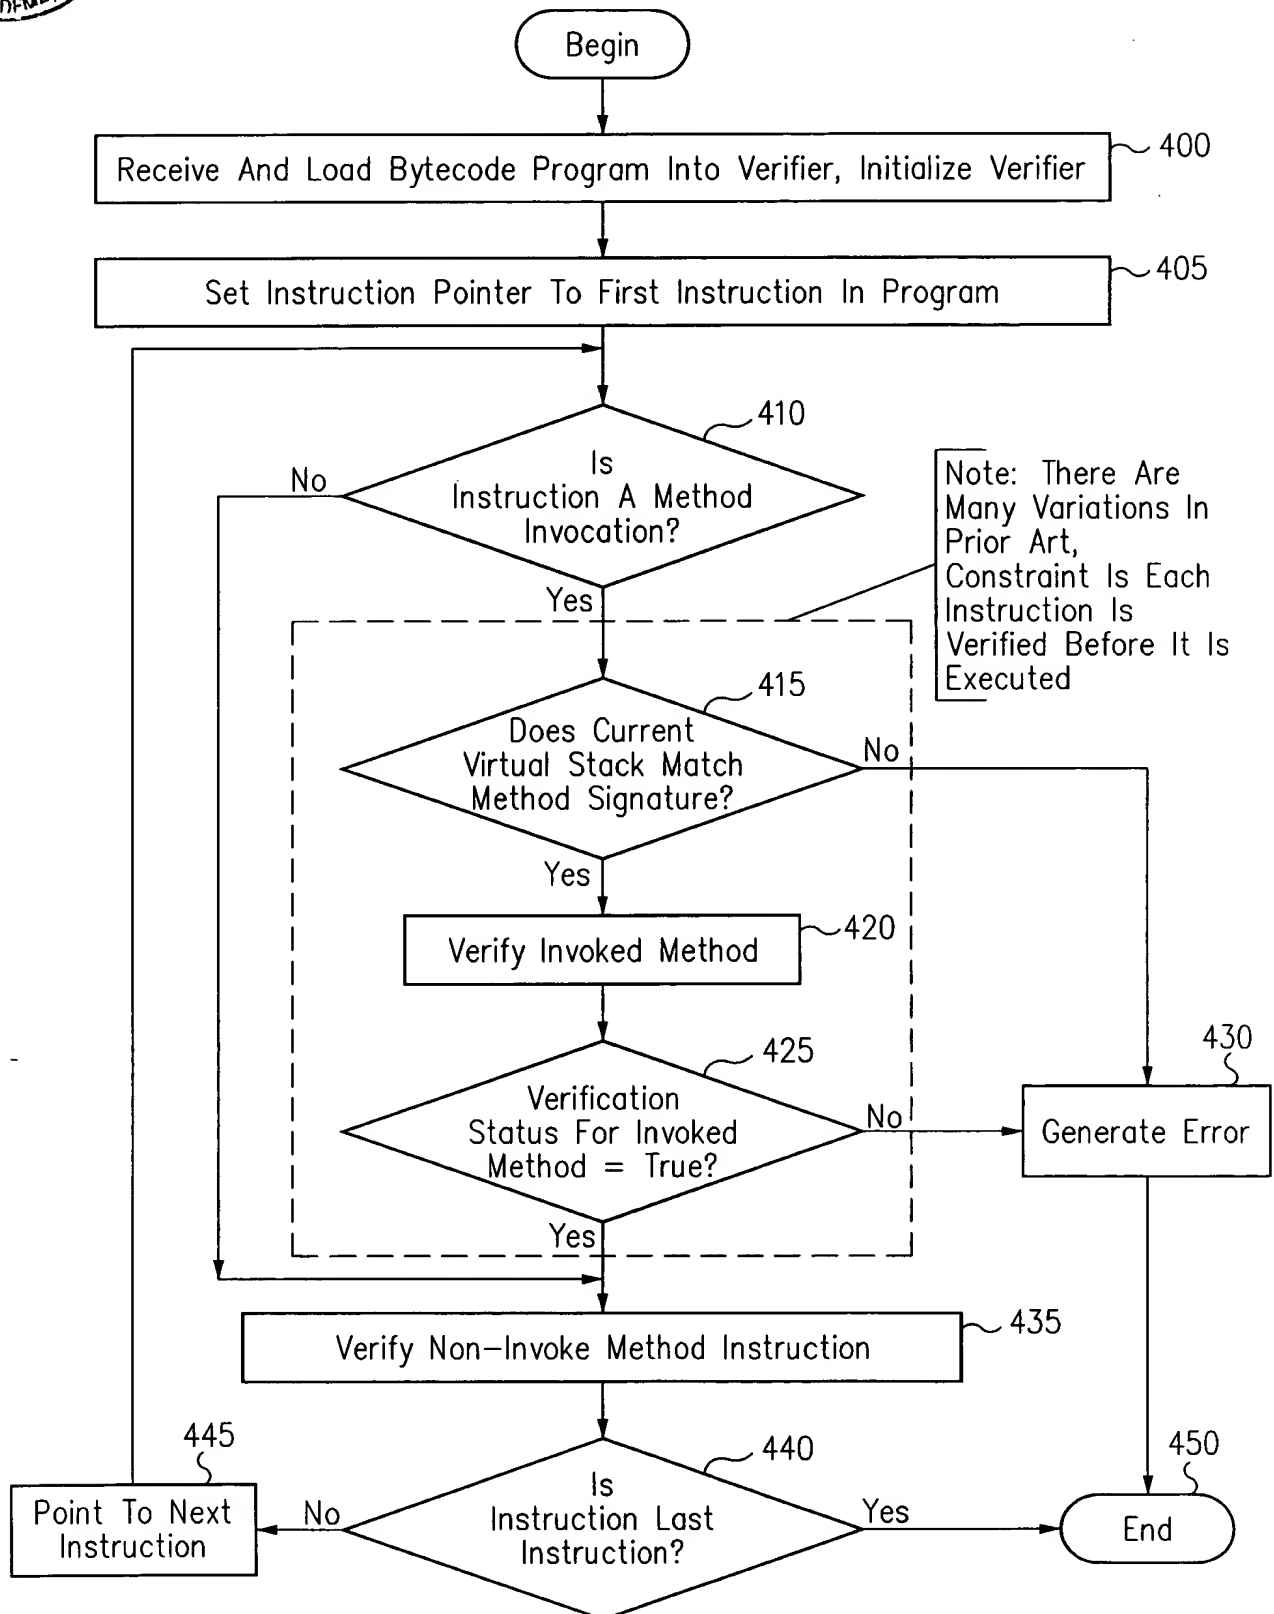 Begin
Receive And Load Bytecode Program Into Verifier, Initialize Verifier
400
Set Instruction Pointer To First Instruction In Program
405
410
Is
Instruction A Method
Invocation?
No
Yes
Note: There Are
Many Variations In
Prior Art,
Constraint Is Each
Instruction Is
Verified Before It Is
Executed
415
Does Current
Virtual Stack Match
Method Signature?
No
Yes
Verify Invoked Method
420
425
Verification
Status For Invoked
Method = True?
No
Yes
430
Generate Error
Verify Non-Invoke Method Instruction
435
440
Is
Instruction Last
Instruction?
No
Yes
445
Point To Next
Instruction
450
End